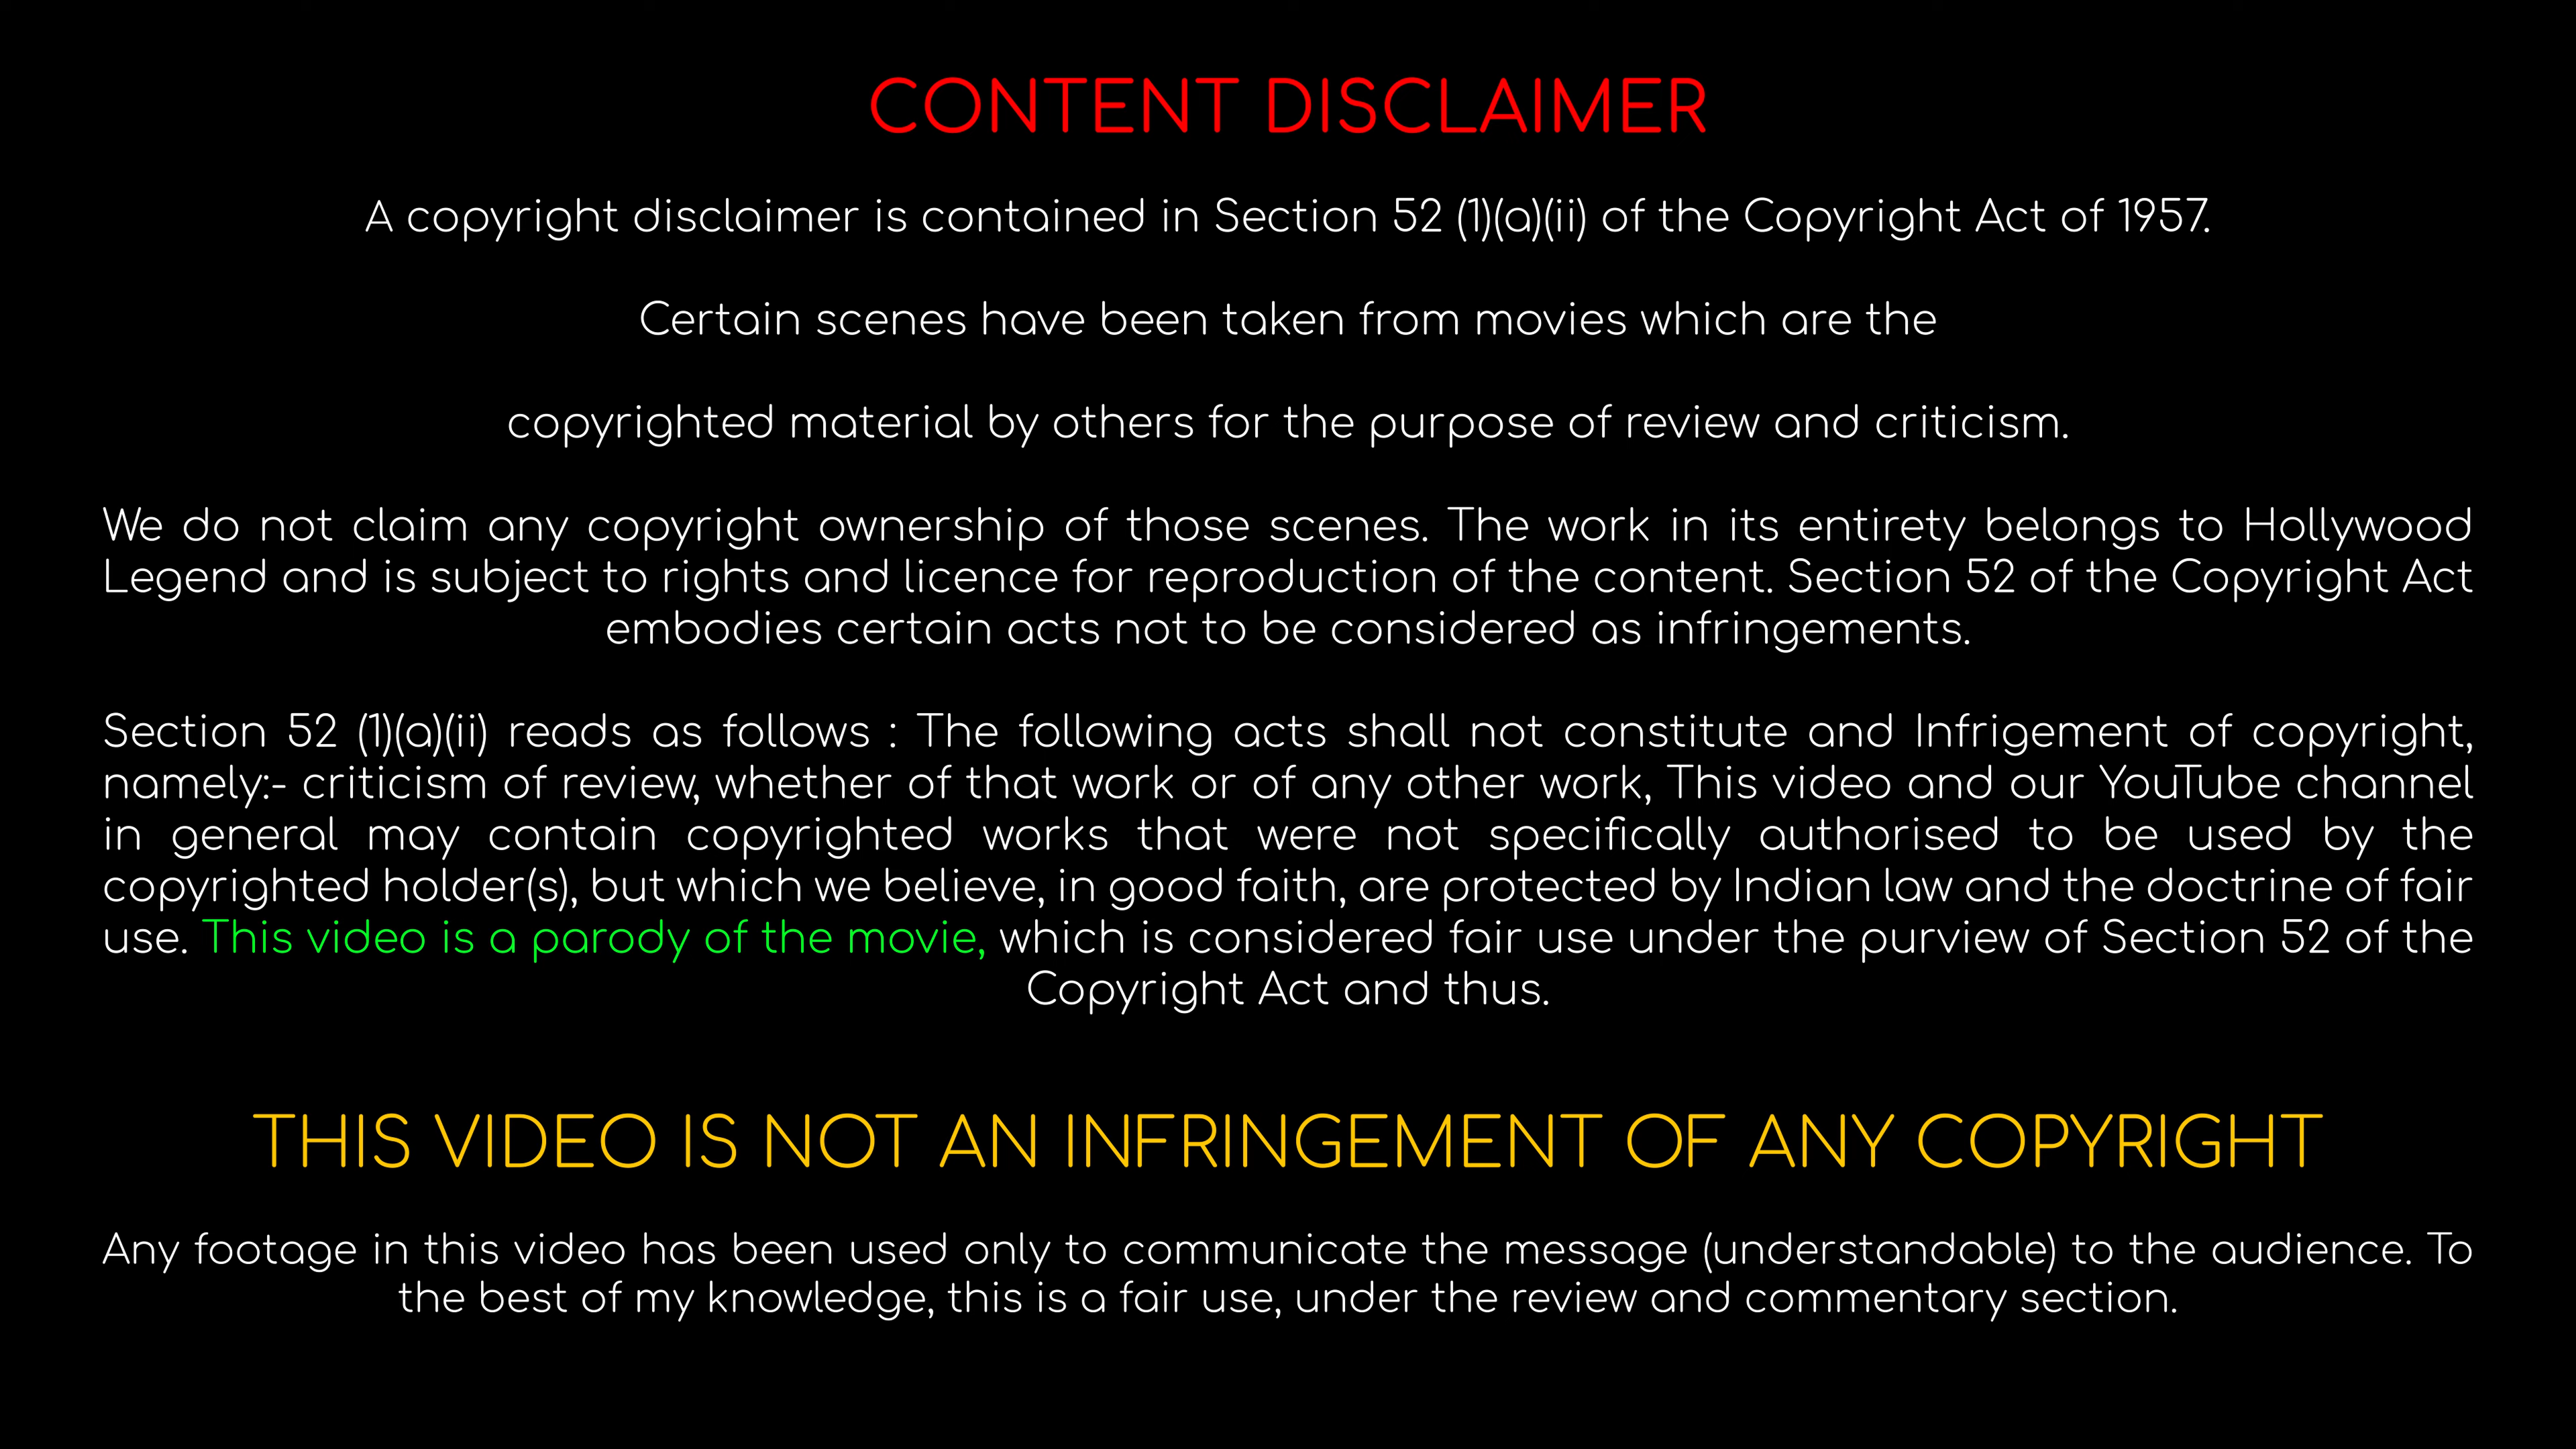 CONTENT DISCLAIMER
A copyright disclaimer is contained in Section 52 (1)(a)(ii) of the Copyright Act of 1957.
Certain scenes have been taken from movies which are the
copyrighted material by others for the purpose of review and criticism.
We do not claim any copyright ownership of those scenes. The work in its entirety belongs to Hollywood
Legend and is subject to rights and licence for reproduction of the content. Section 52 of the Copyright Act
embodies certain acts not to be considered as infringements.
Section 52 (1)(a)(ii) reads as follows : The following acts shall not constitute and Infrigement of copyright,
namely:- criticism of review, whether of that work or of any other work, This video and our YouTube channel
in general may contain copyrighted works that were not specifically authorised to be used by the
copyrighted holder(s), but which we believe, in good faith, are protected by Indian law and the doctrine of fair
use. This video is a parody of the movie, which is considered fair use under the purview of Section 52 of the
Copyright Act and thus.
THIS VIDEO IS NOT AN INFRINGEMENT OF ANY COPYRIGHT
Any footage in this video has been used only to communicate the message (understandable) to the audience. To
the best of my knowledge, this is a fair use, under the review and commentary section.